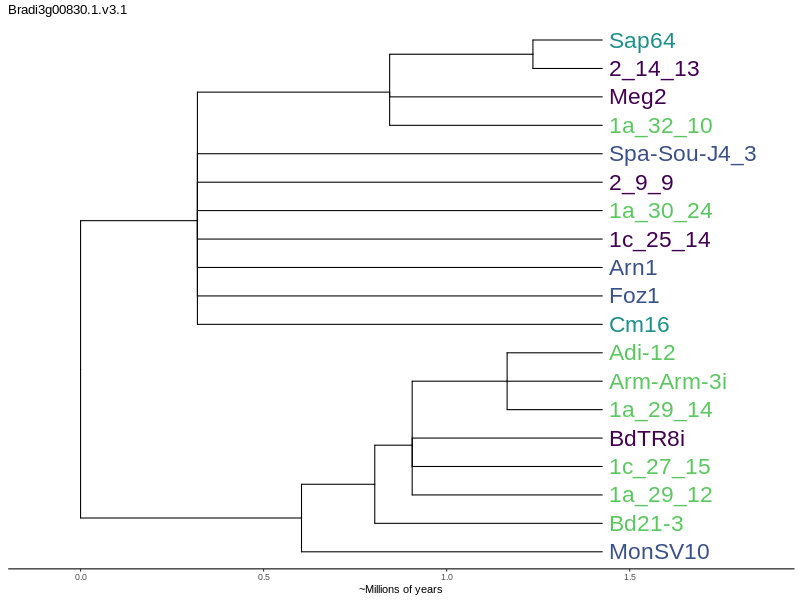 Bradi3g00830.1.v3.1
Sap64
2_14_13
Meg2
1a_32_10
Spa-Sou-J4_3
2_9_9
1a_30_24
1c_25_14
Arn1
Foz1
Cm16
Adi-12
Arm-Arm-3i
1a_29_14
BdTR8i
1c_27_15
1a_29_12
Bd21-3
MonSV10
0.0 0.5 1.0 1.5
~Millions of years